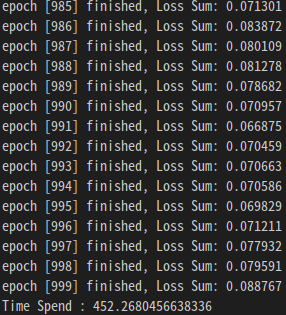 epoch [985] finished, Loss Sum: 0.071301
epoch [986] finished, Loss Sum: 0.083872
epoch [987] finished, Loss Sum: 0.080109
epoch [988] finished, Loss Sum: 0.081278
epoch [989] finished, Loss Sum: 0.078682
epoch [990] finished, Loss Sum: 0.070957
epoch [991] finished, Loss Sum: 0.066875
epoch [992] finished, Loss Sum: 0.070459
epoch [993] finished, Loss Sum: 0.070663
epoch [994] finished, Loss Sum: 0.070586
epoch [995] finished, Loss Sum: 0.069829
epoch [996] finished, Loss Sum: 0.071211
epoch [997] finished, Loss Sum: 0.077932
epoch [998] finished, Loss Sum: 0.079591
epoch [999] finished, Loss Sum: 0.088767
Time Spend : 452.2680456638336